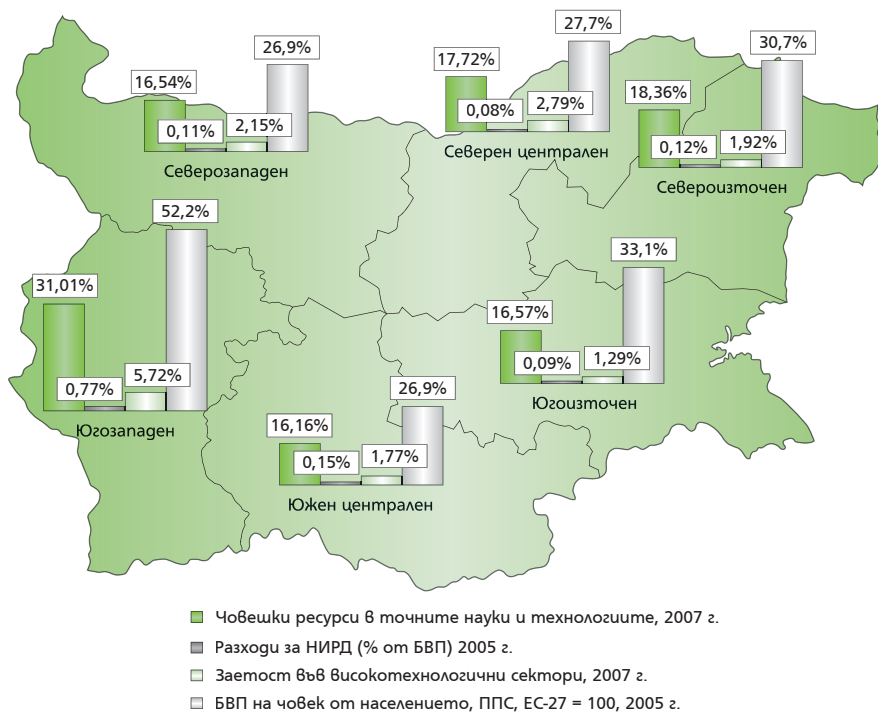 16,54%
0,11%
2,15%
26,9%
Северозападен
17,72%
0,08%
2,79%
27,7%
Северен централен
18,36%
0,12%
1,92%
30,7%
Североизточен
31,01%
0,77%
5,72%
52,2%
Югозападен
16,57%
0,09%
1,29%
33,1%
Югоизточен
16,16%
0,15%
1,77%
26,9%
Южен централен
Човешки ресурси в точните науки и технологиите, 2007 г.
Разходи за НИРД (% от БВП) 2005 г.
Заетост във високотехнологични сектори, 2007 г.
БВП на човек от населението, ППС, ЕС-27 = 100, 2005 г.